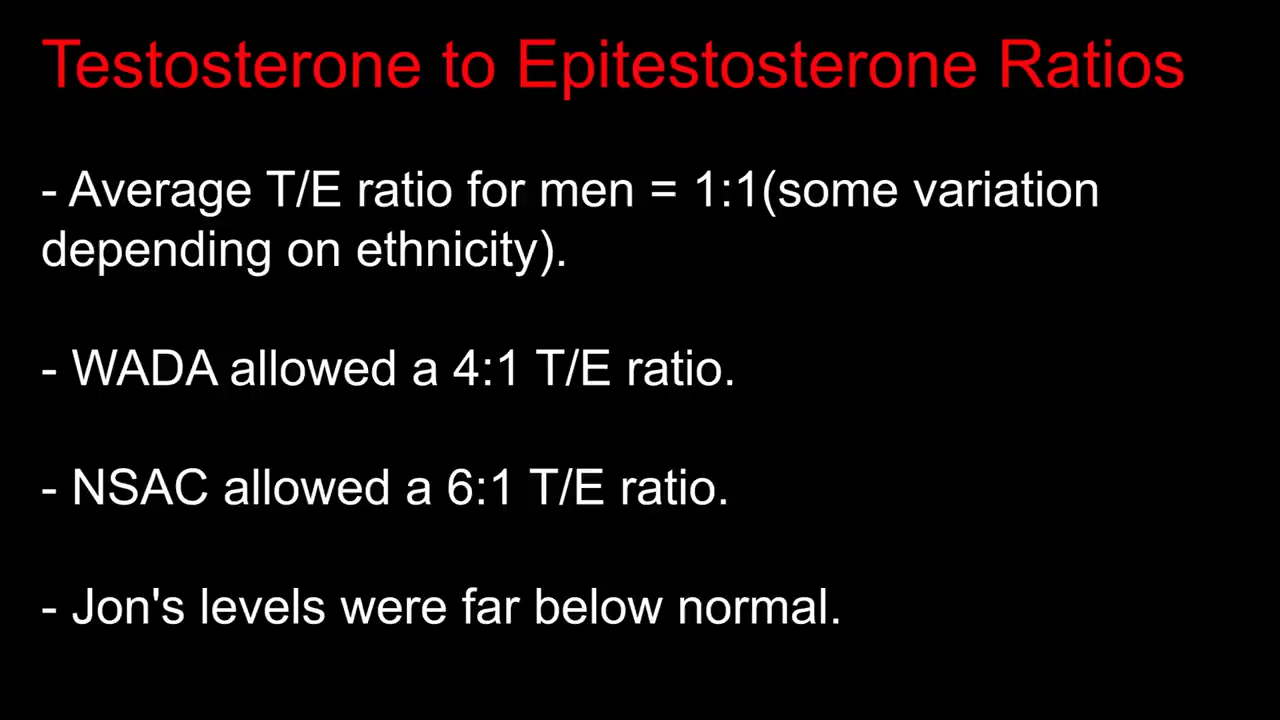 Testosterone to Epitestosterone Ratios
- Average T/E ratio for men = 1:1(some variation
depending on ethnicity).
- WADA allowed a 4:1 T/E ratio.
- NSAC allowed a 6:1 T/E ratio.
- Jon's levels were far below normal.